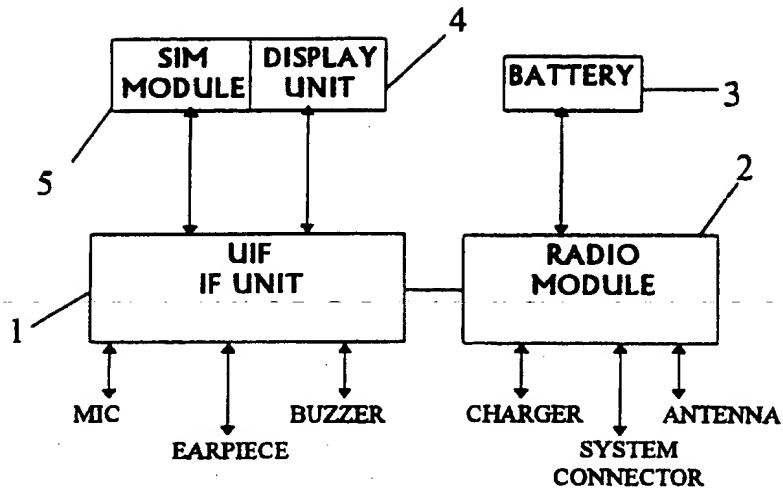 SIM
MODULE
DISPLAY
UNIT
4
BATTERY
3
5
2
UIF
IF UNIT
RADIO
MODULE
1
MIC
EARPIECE
BUZZER
CHARGER
SYSTEM
CONNECTOR
ANTENNA